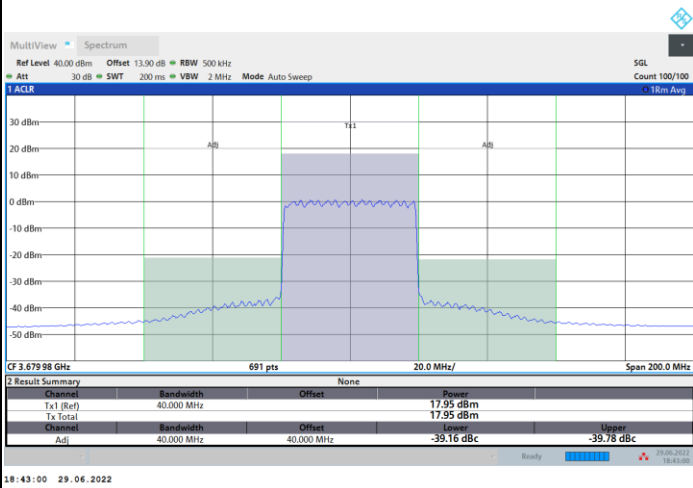 MultiView Spectrum
Ref Level 40.00 dBm Offset 13.90 dB RBW 500 kHz SGL
Att 30 dB SWT 200 ms VBW 2 MHz Mode Auto Sweep Count 100/100
1 ACLR 1Rm Avg
30 dBm
Tx1
20 dBm
Adj Adj
10 dBm
0 dBm
-10 dBm
-20 dBm
-30 dBm
-40 dBm
-50 dBm
CF 3.67998 GHz 691 pts 20.0 MHz/ Span 200.0 MHz
2 Result Summary None
Channel Bandwidth Offset Power
Tx1 (Ref) 40.000 MHz 17.95 dBm
Tx Total 17.95 dBm
Channel Bandwidth Offset Lower Upper
Adj 40.000 MHz 40.000 MHz -39.16 dBc -39.78 dBc
Ready 29.06.2022
18:43:00
18:43:00 29.06.2022